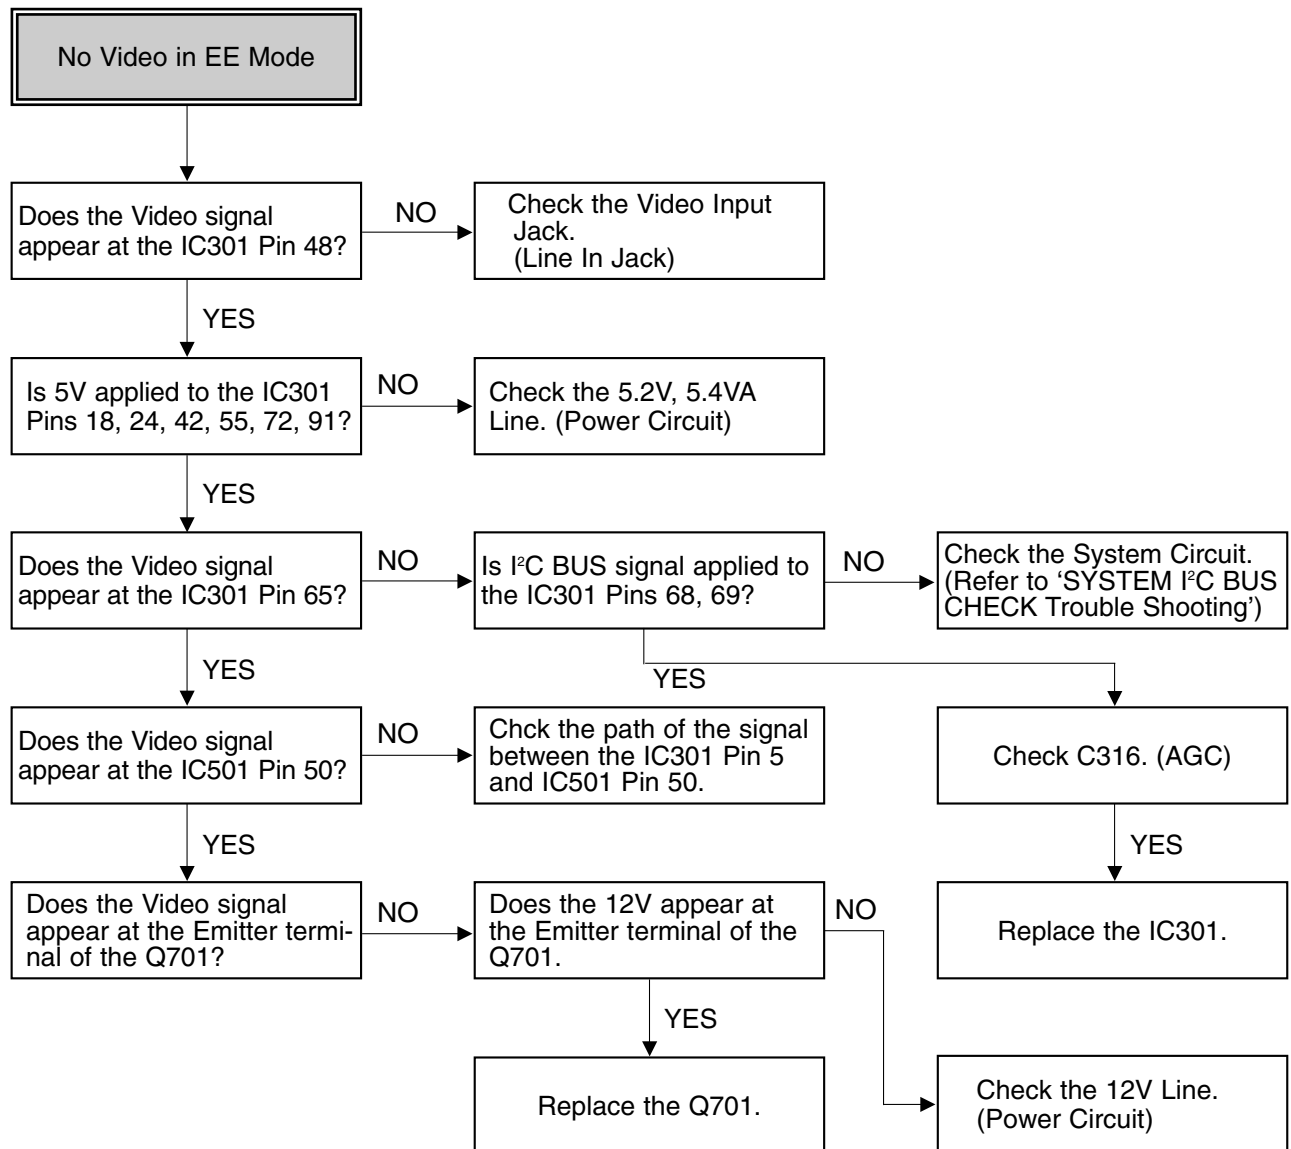 No Video in EE Mode
Does the Video signal
appear at the IC301 Pin 48?
NO
Check the Video Input
Jack.
(Line In Jack)
YES
Is 5V applied to the IC301
Pins 18, 24, 42, 55, 72, 91?
NO
Check the 5.2V, 5.4VA
Line. (Power Circuit)
YES
Does the Video signal
appear at the IC301 Pin 65?
NO
Is I²C BUS signal applied to
the IC301 Pins 68, 69?
NO
Check the System Circuit.
(Refer to ‘SYSTEM I²C BUS
CHECK Trouble Shooting’)
YES
YES
Does the Video signal
appear at the IC501 Pin 50?
NO
Chck the path of the signal
between the IC301 Pin 5
and IC501 Pin 50.
Check C316. (AGC)
YES
YES
Does the Video signal
appear at the Emitter termi-
nal of the Q701?
NO
Does the 12V appear at
the Emitter terminal of the
Q701.
NO
Replace the IC301.
YES
Replace the Q701.
Check the 12V Line.
(Power Circuit)